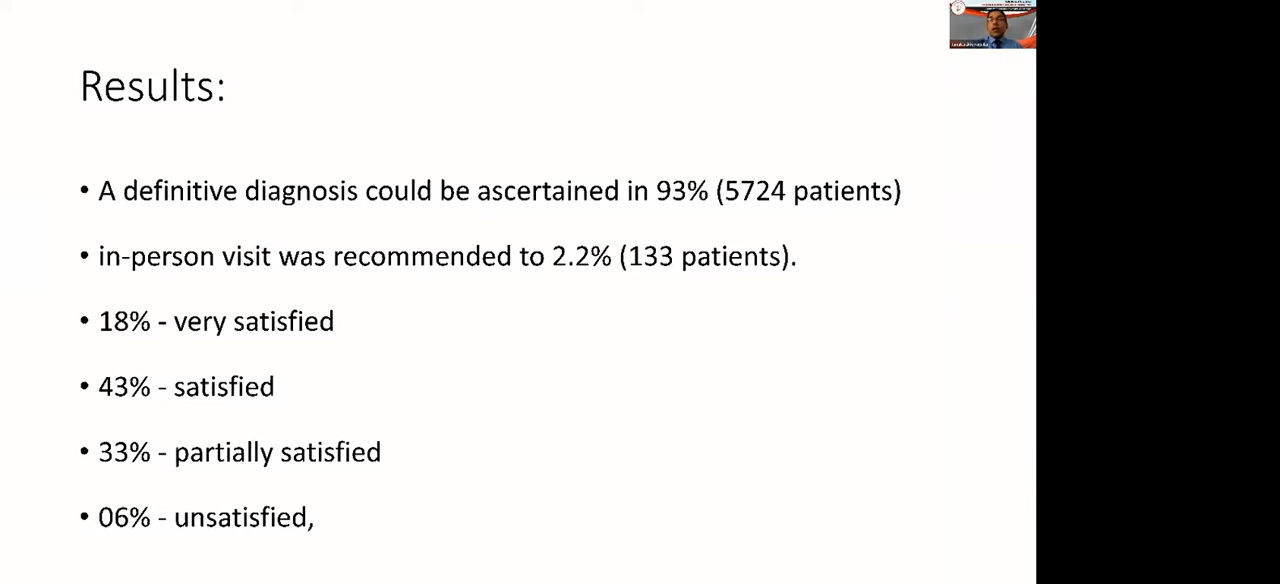 Results:
• A definitive diagnosis could be ascertained in 93% (5724 patients)
• in-person visit was recommended to 2.2% (133 patients).
• 18% - very satisfied
• 43% - satisfied
• 33% - partially satisfied
• 06% - unsatisfied,